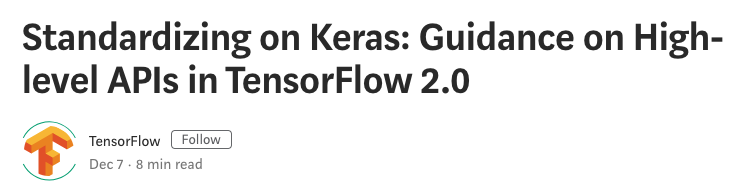 Standardizing on Keras: Guidance on High-
level APIs in TensorFlow 2.0
TensorFlow Follow
Dec 7 · 8 min read